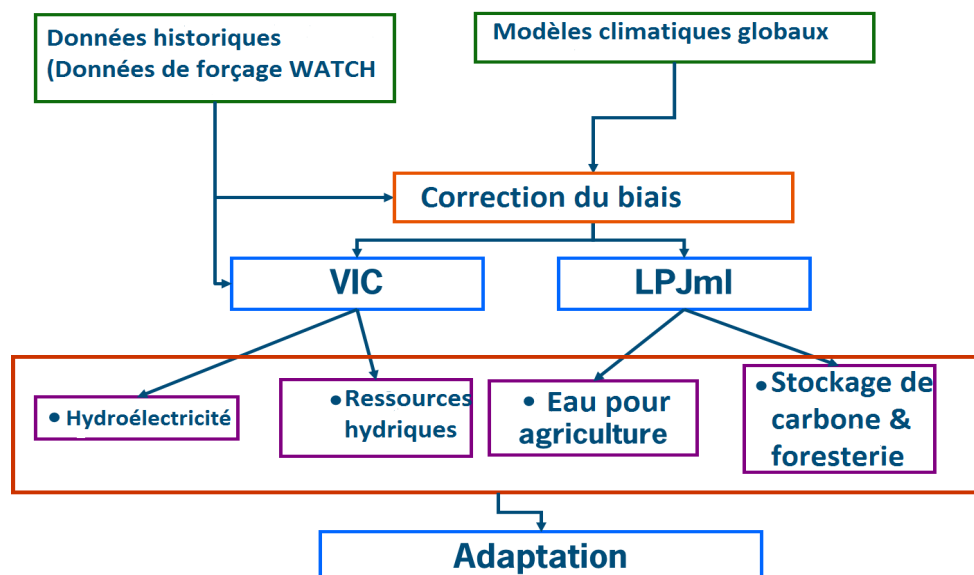 Données historiques
(Données de forçage WATCH
Modèles climatiques globaux
Correction du biais
VIC
LPJml
• Hydroélectricité
•Ressources
hydriques
• Eau pour
agriculture
•Stockage de
carbone &
foresterie
Adaptation